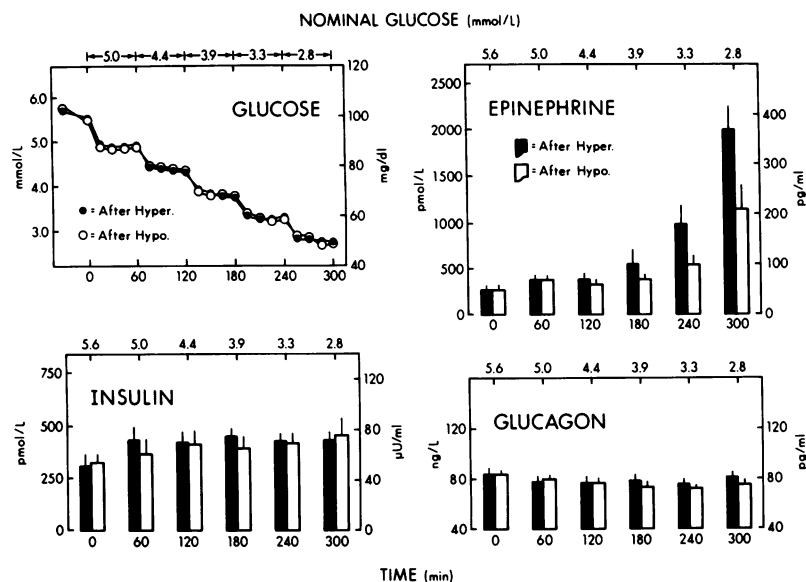 NOMINAL GLUCOSE (mmol/L)
5.0 4.4 3.9 3.3 2.8
GLUCOSE
mmol/L
6.0
5.0
4.0
3.0
mg/dl
120
100
80
60
40
= After Hyper.
= After Hypo.
0 60 120 180 240 300
5.6 5.0 4.4 3.9 3.3 2.8
EPINEPHRINE
pmol/L
2500
2000
1500
1000
500
0
pg/ml
400
300
200
100
0
= After Hyper.
= After Hypo.
0 60 120 180 240 300
5.6 5.0 4.4 3.9 3.3 2.8
INSULIN
pmol/L
750
500
250
0
µU/ml
120
80
40
0
0 60 120 180 240 300
5.6 5.0 4.4 3.9 3.3 2.8
GLUCAGON
ng/L
120
80
40
pg/ml
120
80
40
0 60 120 180 240 300
TIME (min)